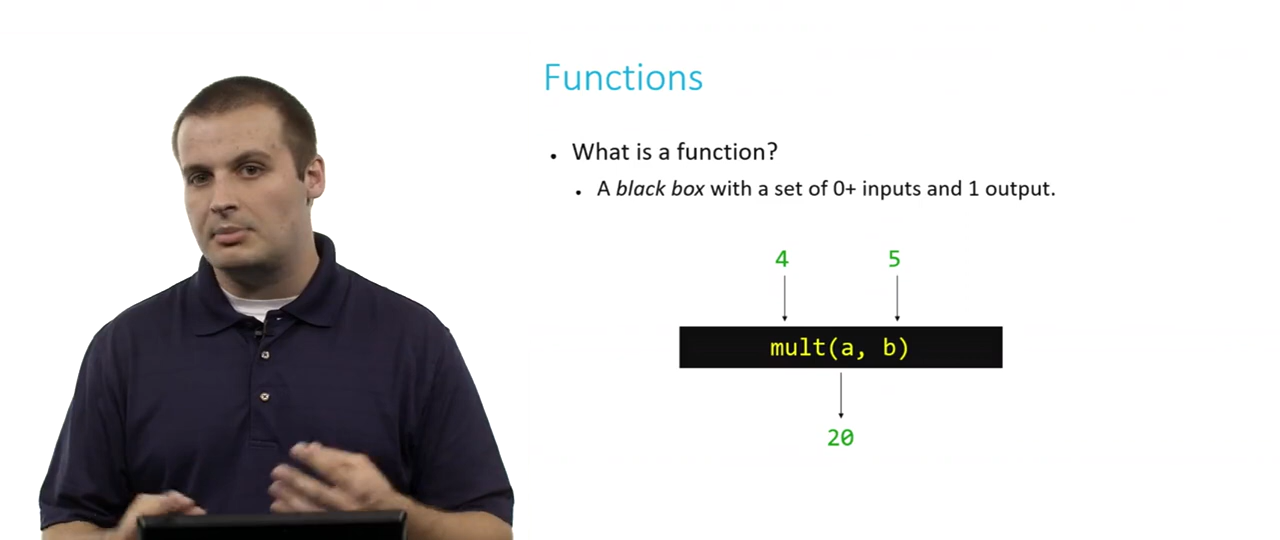 Functions
• What is a function?
• A black box with a set of 0+ inputs and 1 output.
4 5
mult(a, b)
20